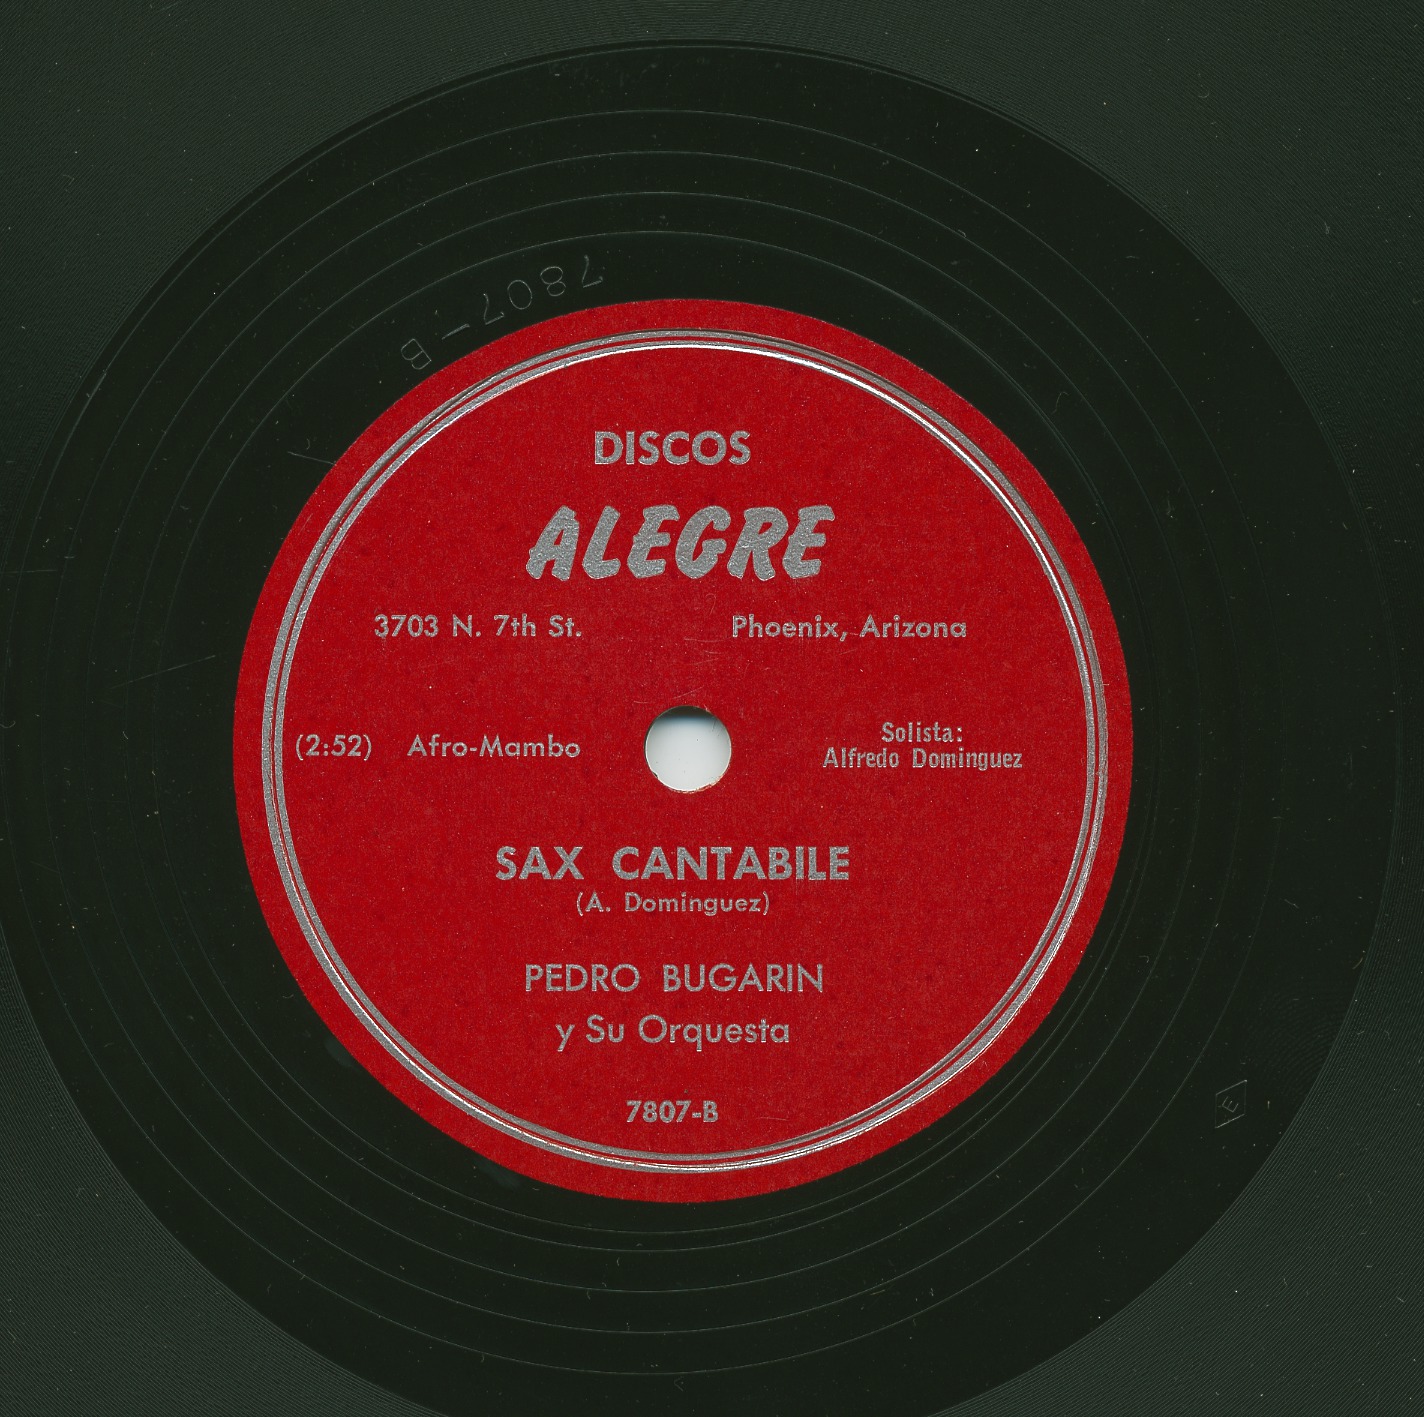 7807-B
DISCOS
ALEGRE
3703 N. 7th St. Phoenix, Arizona
(2:52) Afro-Mambo
Solista:
Alfredo Dominguez
SAX CANTABILE
(A. Dominguez)
PEDRO BUGARIN
y Su Orquesta
7807-B
E